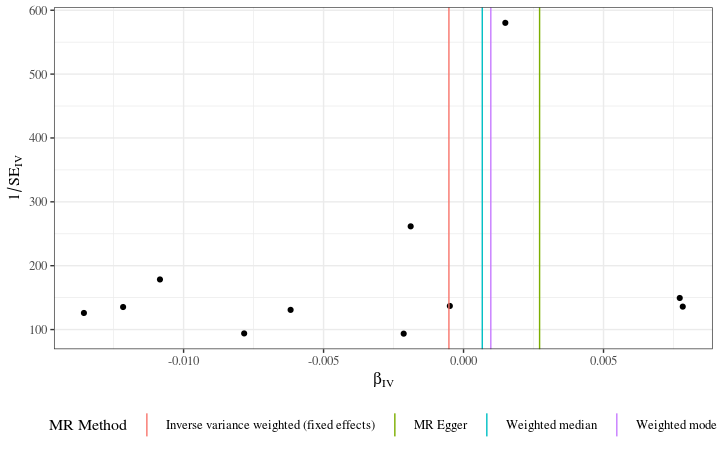 600
500
400
300
200
100
1/SE_IV
-0.010 -0.005 0.000 0.005
β_IV
MR Method Inverse variance weighted (fixed effects) MR Egger Weighted median Weighted mode